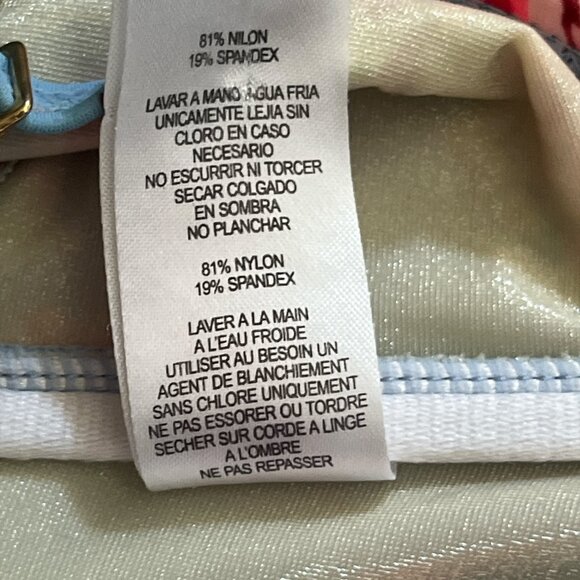 81% NILON
19% SPANDEX
LAVAR A MANO AGUA FRIA
UNICAMENTE LEJIA SIN
CLORO EN CASO
NECESARIO
NO ESCURRIR NI TORCER
SECAR COLGADO
EN SOMBRA
NO PLANCHAR
81% NYLON
19% SPANDEX
LAVER A LA MAIN
A L'EAU FROIDE
UTILISER AU BESOIN UN
AGENT DE BLANCHIEMENT
SANS CHLORE UNIQUEMENT
NE PAS ESSORER OU TORDRE
SECHER SUR CORDE A LINGE
A L'OMBRE
NE PAS REPASSER